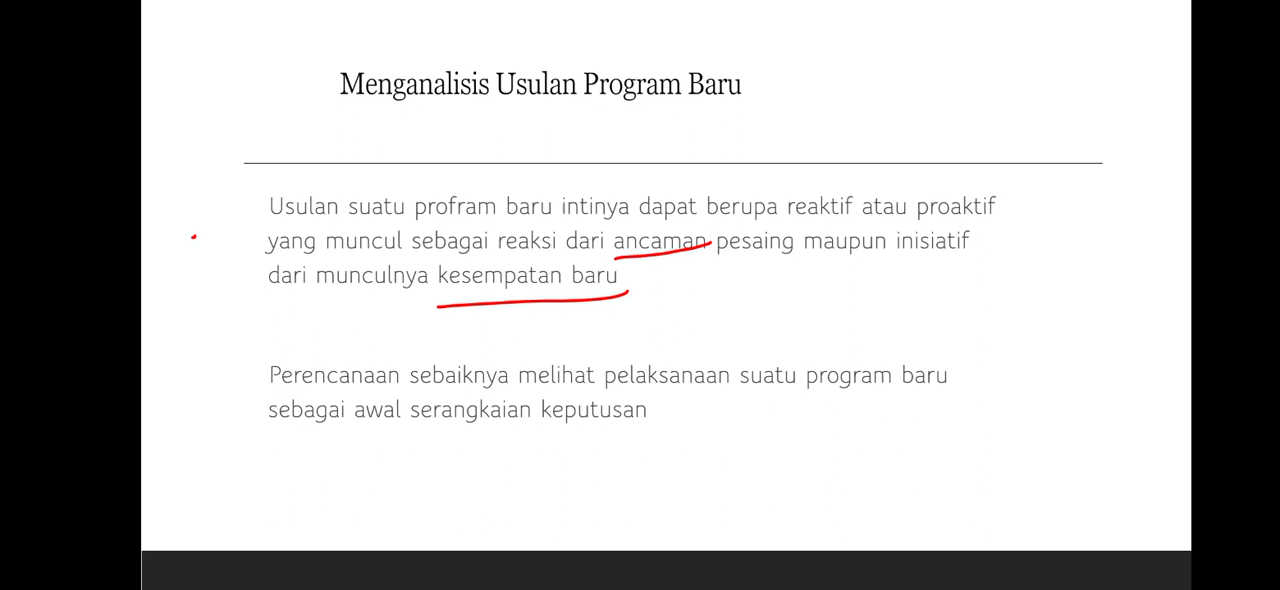 Menganalisis Usulan Program Baru
Usulan suatu profram baru intinya dapat berupa reaktif atau proaktif
yang muncul sebagai reaksi dari ancaman pesaing maupun inisiatif
dari munculnya kesempatan baru
Perencanaan sebaiknya melihat pelaksanaan suatu program baru
sebagai awal serangkaian keputusan